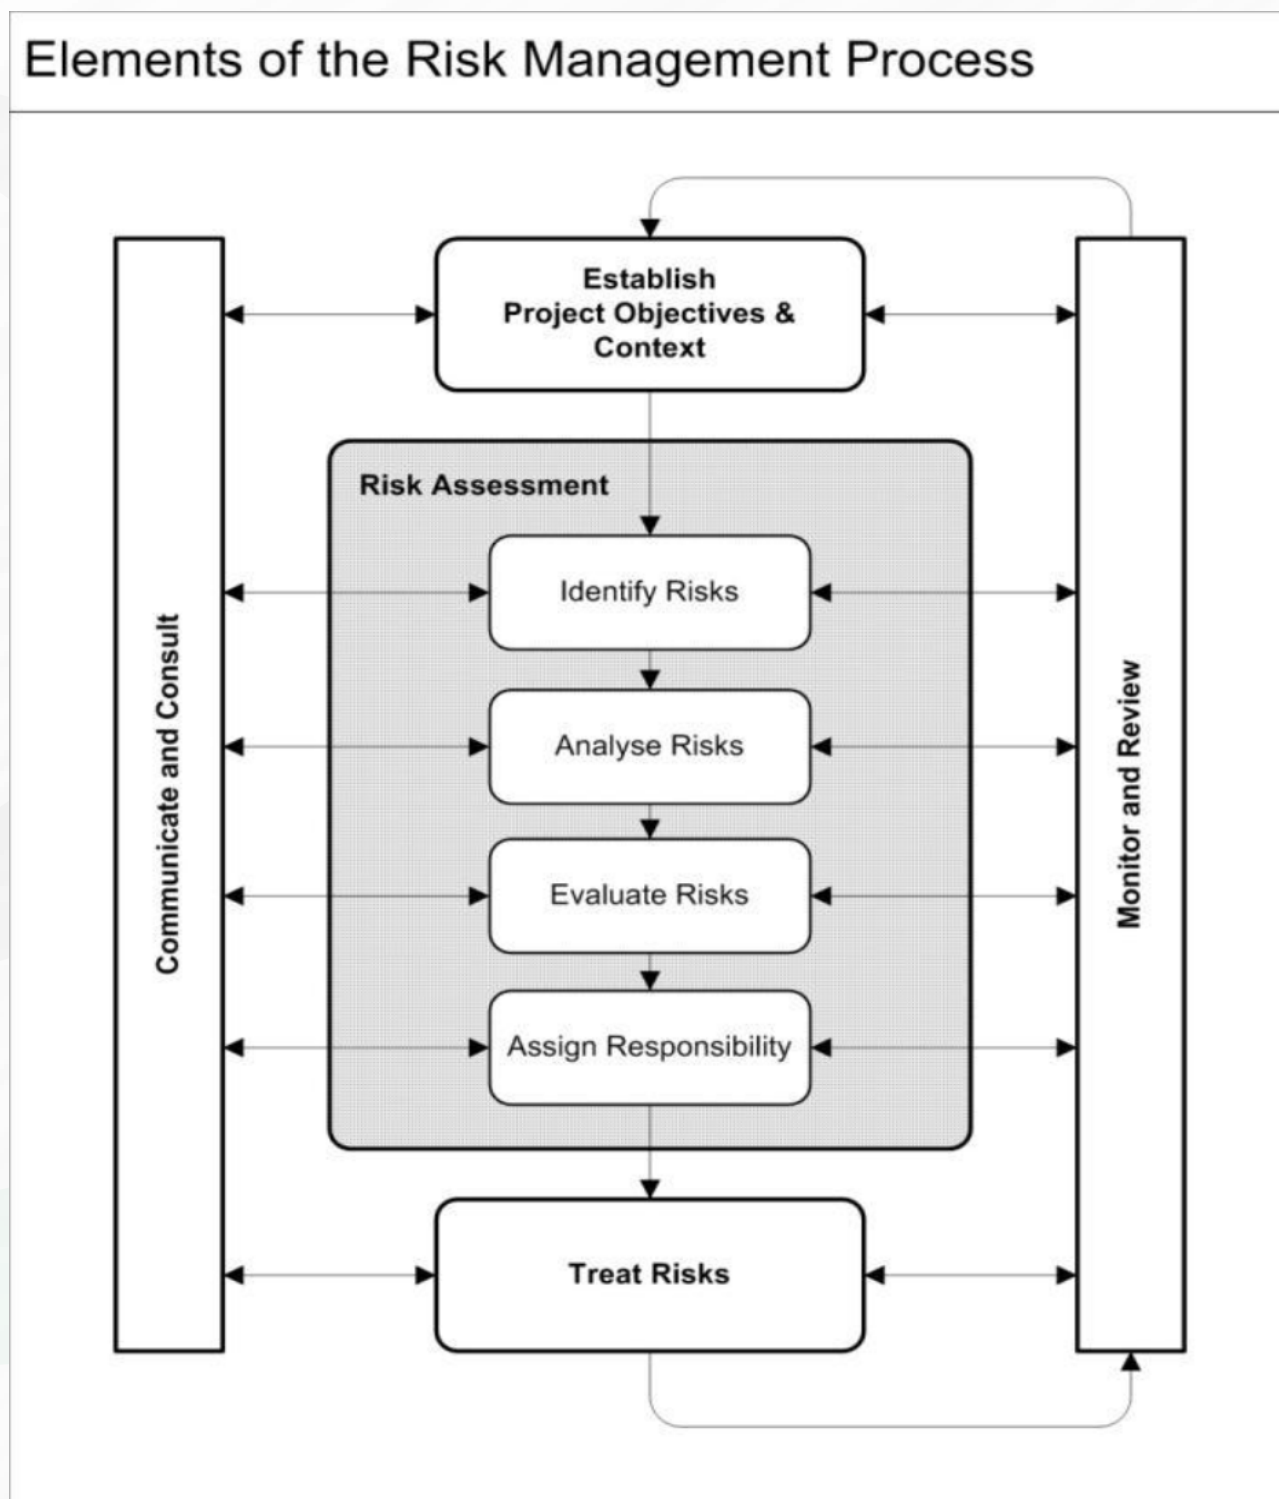 Elements of the Risk Management Process
Establish
Project Objectives &
Context
Risk Assessment
Identify Risks
Analyse Risks
Evaluate Risks
Assign Responsibility
Treat Risks
Communicate and Consult
Monitor and Review